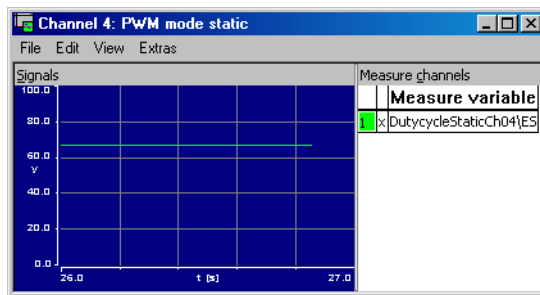 Channel 4: PWM mode static
File Edit View Extras
Signals
Measure channels
100.0
80.0
60.0
y
40.0
20.0
0.0
26.0 t [s] 27.0
Measure variable
1 x DutycycleStaticCh04\ES